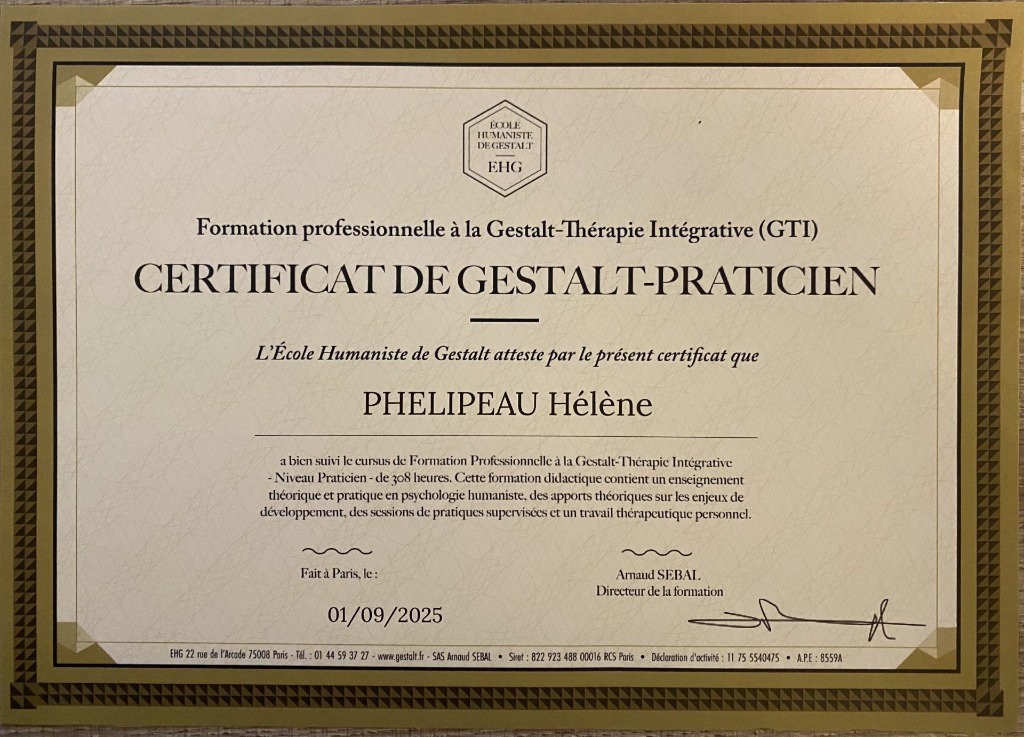 ÉCOLE
HUMANISTE
DE GESTALT
EHG
Formation professionnelle à la Gestalt-Thérapie Intégrative (GTI)
CERTIFICAT DE GESTALT-PRATICIEN
L'École Humaniste de Gestalt atteste par le présent certificat que
PHELIPEAU Hélène
a bien suivi le cursus de Formation Professionnelle à la Gestalt-Thérapie Intégrative
- Niveau Praticien - de 308 heures. Cette formation didactique contient un enseignement
théorique et pratique en psychologie humaniste, des apports théoriques sur les enjeux de
développement, des sessions de pratiques supervisées et un travail thérapeutique personnel.
Fait à Paris, le :
01/09/2025
Arnaud SEBAL
Directeur de la formation
EHG 22 rue de l'Arcade 75008 Paris - Tél. : 01 44 59 37 27 - www.gestalt.fr - SAS Arnaud SEBAL • Siret : 822 923 488 00016 RCS Paris • Déclaration d'activité : 11 75 5540475 • A.P.E : 8559A